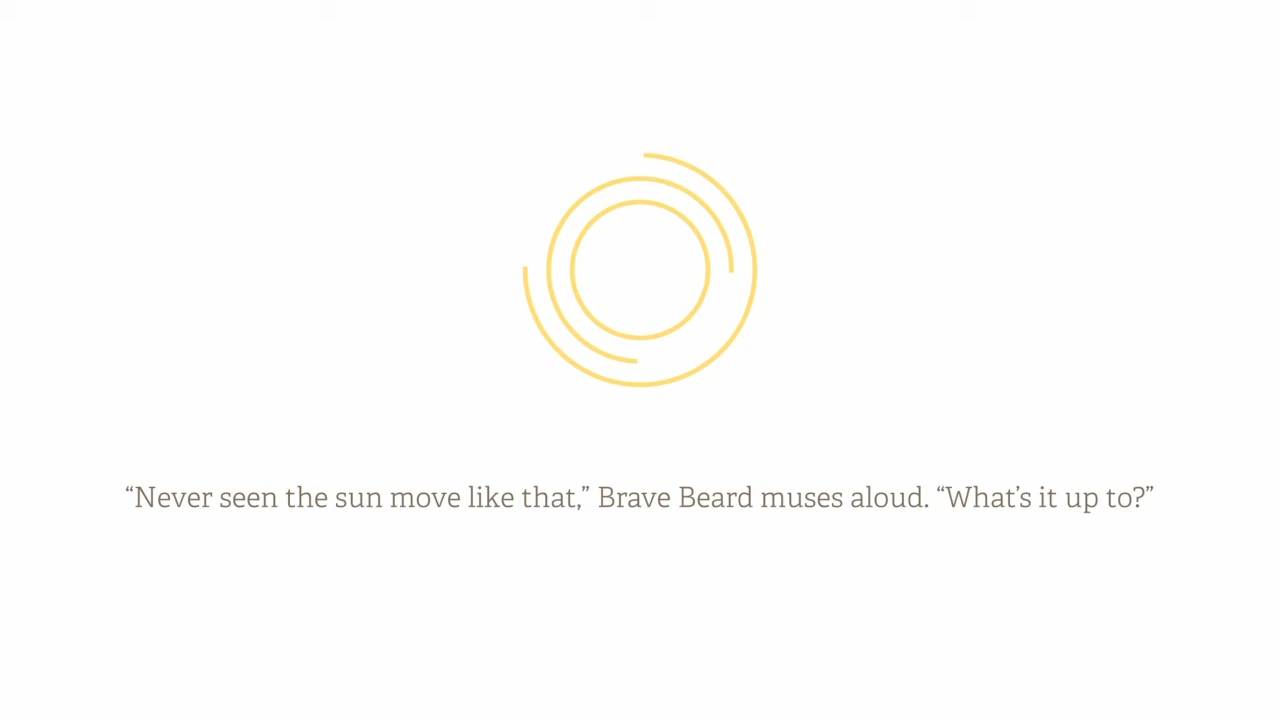 “Never seen the sun move like that,” Brave Beard muses aloud. “What’s it up to?”